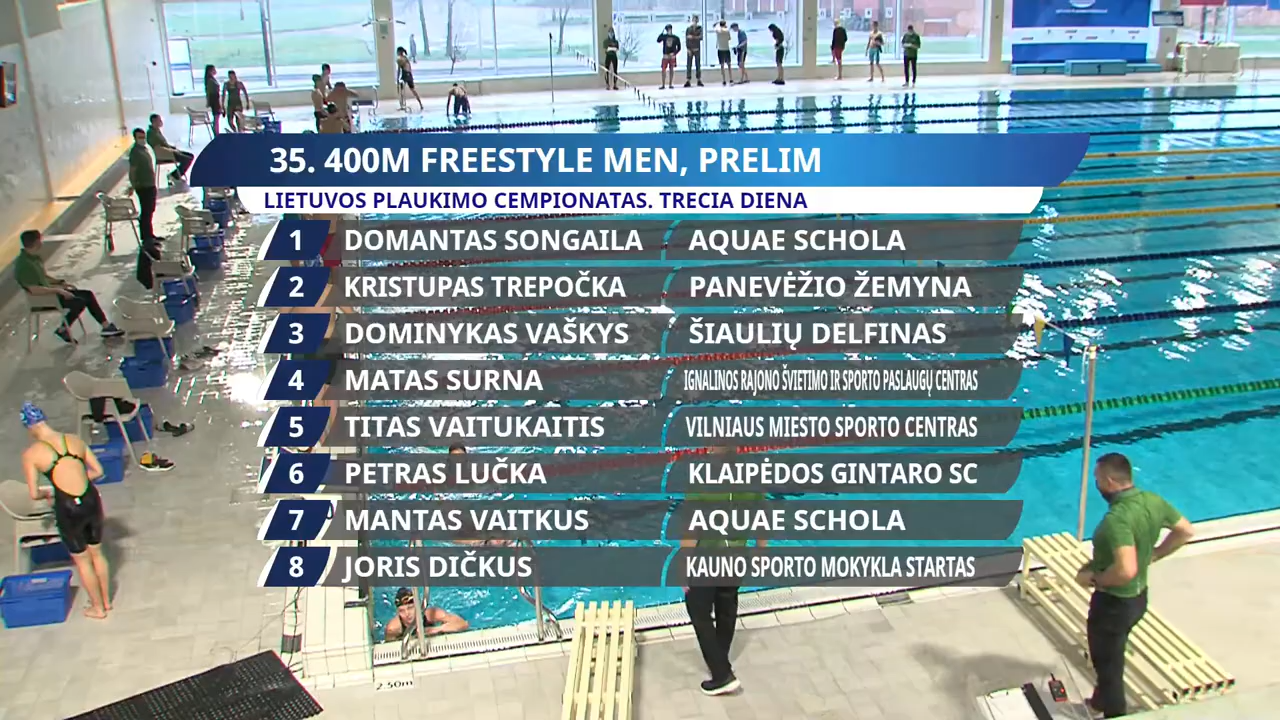 35. 400M FREESTYLE MEN, PRELIM
LIETUVOS PLAUKIMO CEMPIONATAS. TRECIA DIENA
1 DOMANTAS SONGAILA AQUAE SCHOLA
2 KRISTUPAS TREPOČKA PANEVĖŽIO ŽEMYNA
3 DOMINYKAS VAŠKYS ŠIAULIŲ DELFINAS
4 MATAS SURNA IGNALINOS RAJONO ŠVIETIMO IR SPORTO PASLAUGŲ CENTRAS
5 TITAS VAITUKAITIS VILNIAUS MIESTO SPORTO CENTRAS
6 PETRAS LUČKA KLAIPĖDOS GINTARO SC
7 MANTAS VAITKUS AQUAE SCHOLA
8 JORIS DIČKUS KAUNO SPORTO MOKYKLA STARTAS
2.50m